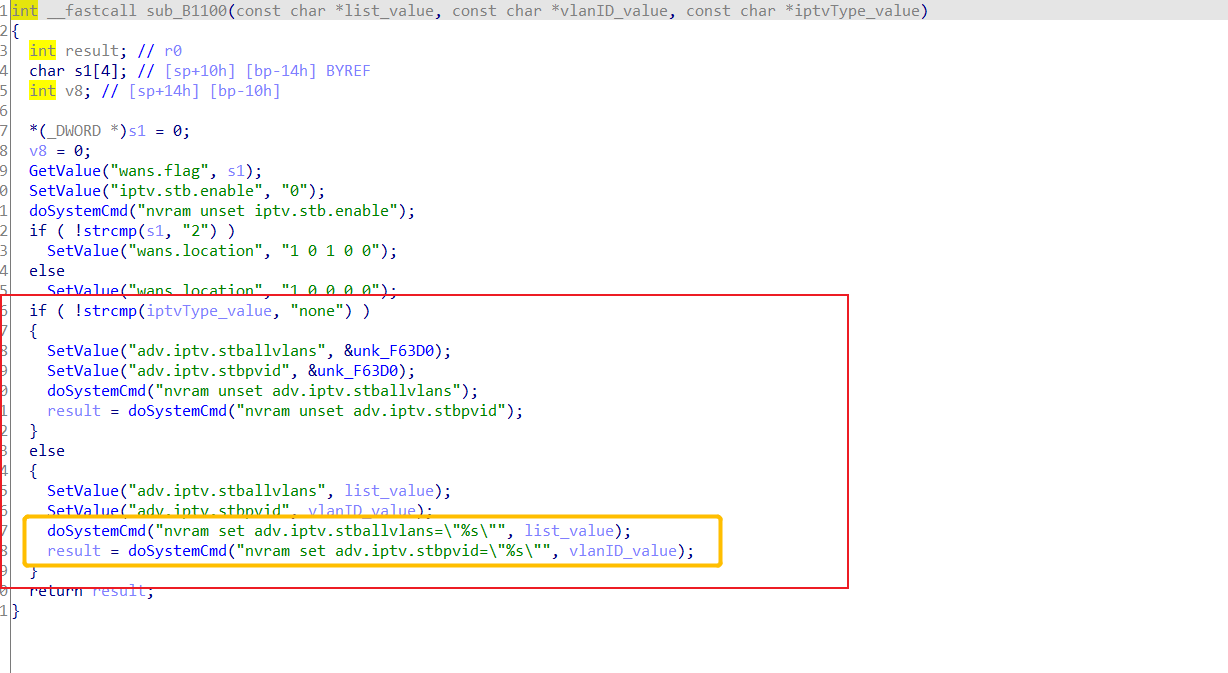 1 int __fastcall sub_B1100(const char *list_value, const char *vlanID_value, const char *iptvType_value)
2 {
3 int result; // r0
4 char s1[4]; // [sp+10h] [bp-14h] BYREF
5 int v8; // [sp+14h] [bp-10h]
6
7 *(_DWORD *)s1 = 0;
8 v8 = 0;
9 GetValue("wans.flag", s1);
0 SetValue("iptv.stb.enable", "0");
1 doSystemCmd("nvram unset iptv.stb.enable");
2 if ( !strcmp(s1, "2") )
3 SetValue("wans.location", "1 0 1 0 0");
4 else
5 SetValue("wans.location", "1 0 0 0 0");
6 if ( !strcmp(iptvType_value, "none") )
7 {
8 SetValue("adv.iptv.stballvlans", &unk_F63D0);
9 SetValue("adv.iptv.stbpvid", &unk_F63D0);
0 doSystemCmd("nvram unset adv.iptv.stballvlans");
1 result = doSystemCmd("nvram unset adv.iptv.stbpvid");
2 }
3 else
4 {
5 SetValue("adv.iptv.stballvlans", list_value);
6 SetValue("adv.iptv.stbpvid", vlanID_value);
7 doSystemCmd("nvram set adv.iptv.stballvlans=\"%s\"", list_value);
8 result = doSystemCmd("nvram set adv.iptv.stbpvid=\"%s\"", vlanID_value);
9 }
0 return result;
1 }